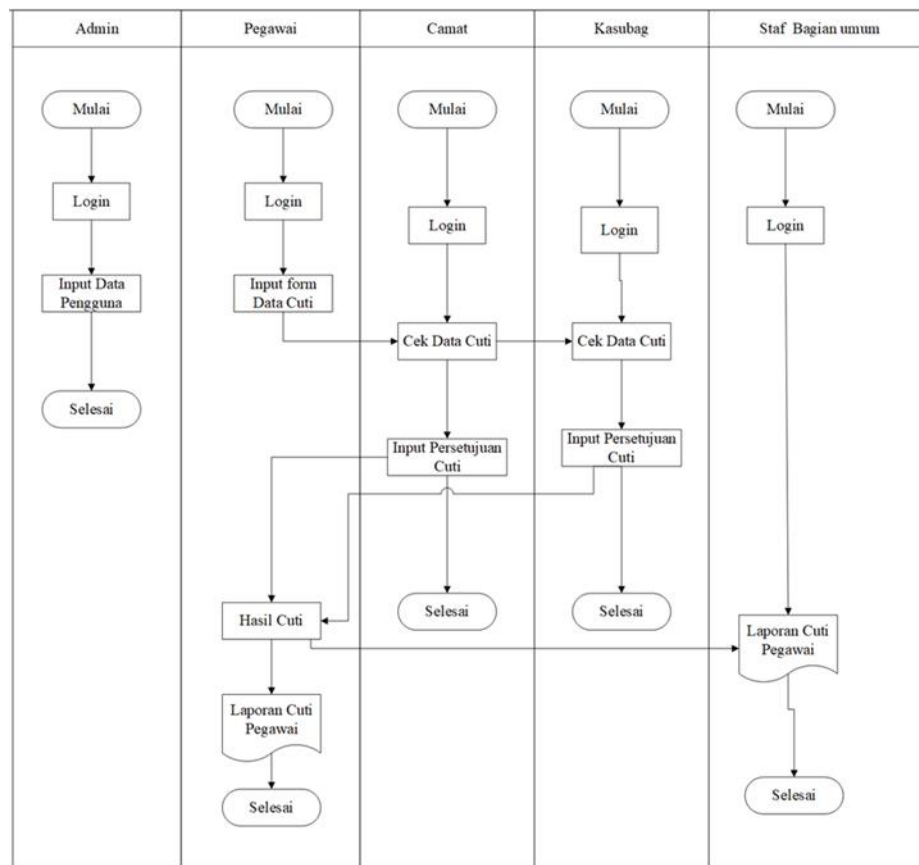 Admin
Pegawai
Camat
Kasubag
Staf Bagian umum
Mulai
Mulai
Mulai
Mulai
Mulai
Login
Login
Login
Login
Login
Input Data
Pengguna
Input form
Data Cuti
Cek Data Cuti
Cek Data Cuti
Selesai
Input Persetujuan
Cuti
Input Persetujuan
Cuti
Hasil Cuti
Selesai
Selesai
Laporan Cuti
Pegawai
Laporan Cuti
Pegawai
Selesai
Selesai